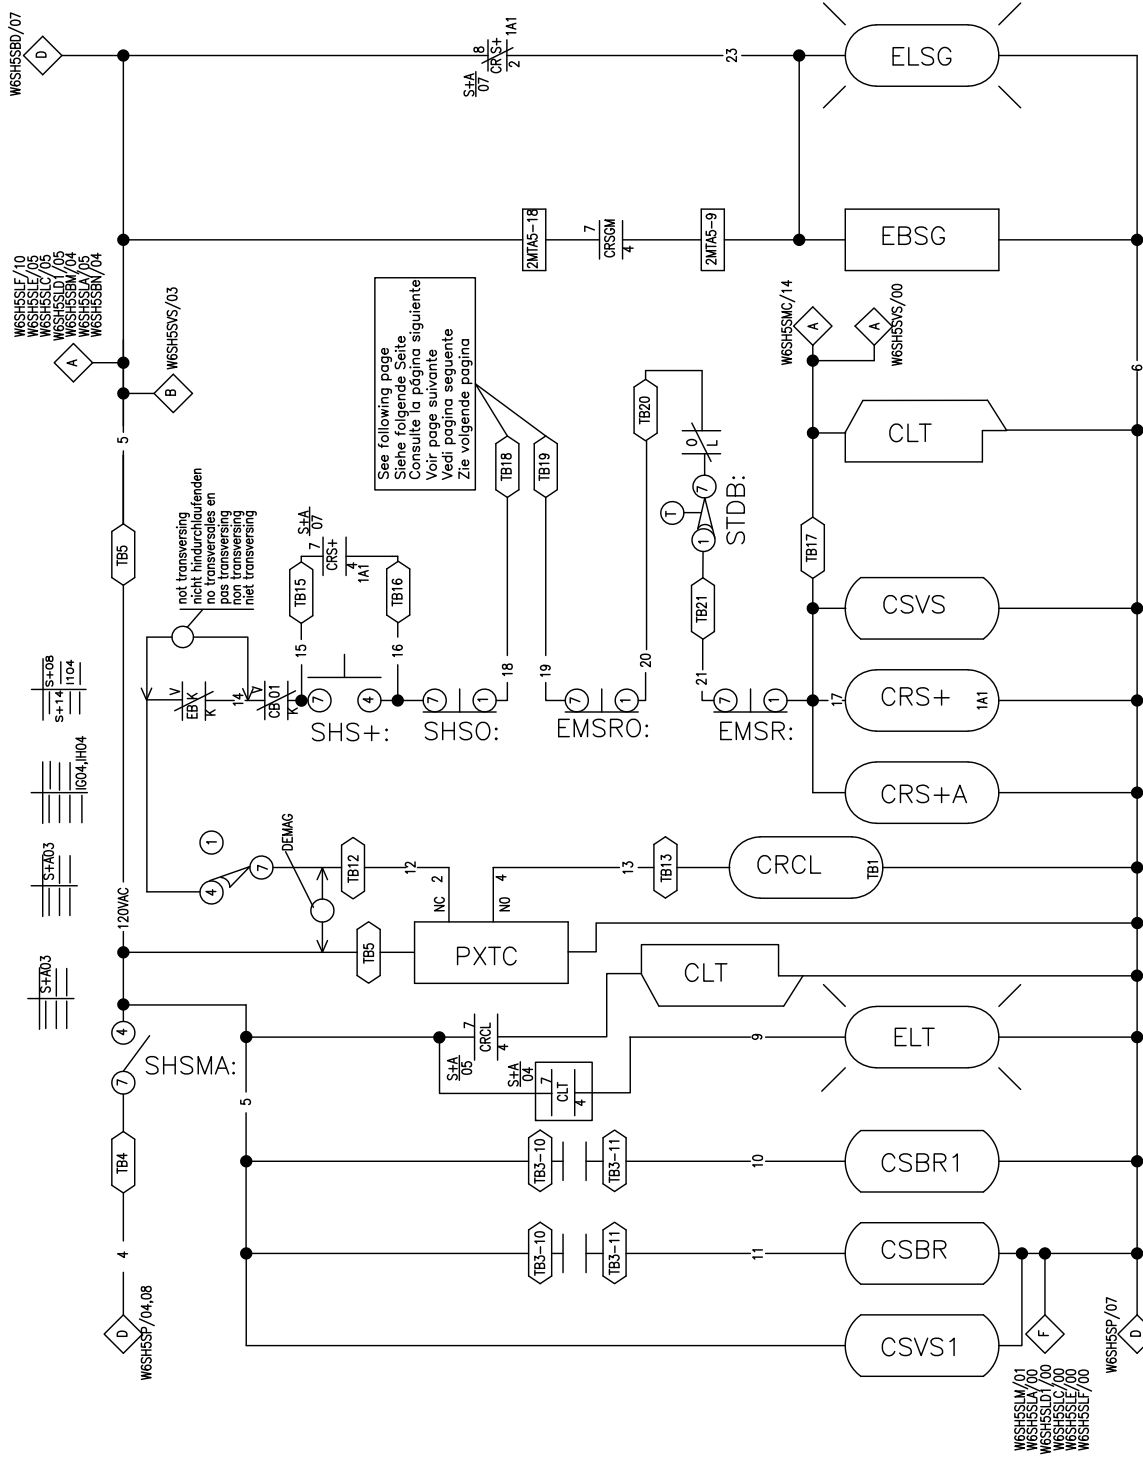 W6SH5SBD/07
D
S+A
07
8
CRS+
2
1A1
23
ELSG
W6SH5SLF/10
W6SH5SLE/05
W6SH5SLC/05
W6SH5SLD1/05
W6SH5SBM/04
W6SH5SLA/05
W6SH5SBN/04
A
B
W6SH5SVS/03
2MTA5-18
7
CRSGM
4
2MTA5-9
EBSG
See following page
Siehe folgende Seite
Consulte la página siguiente
Voir page suivante
Vedi pagina seguente
Zie volgende pagina
W6SH5SMC/14
A
A
W6SH5SVS/00
6
5
TB18
TB19
TB20
O
L
CLT
not transversing
nicht hindurchlaufenden
no transversales en
pas transversing
non transversing
niet transversing
TB5
S+A
07
7
CRS+
4
1A1
TB15
TB16
T
7
1
STDB:
TB17
TB21
CSVS
S+08
S+14
1104
V
EBKK
K
14
V
CBV01
K
15
16
18
19
20
21
7
4
SHS+:
7
1
SHSO:
7
1
EMSRO:
7
1
EMSR:
17
CRS+
1A1
IG04,IH04
CRS+A
S+A03
120VAC
1
4
7
DEMAG
TB12
12
NC 2
NO 4
13
TB13
CRCL
TB1
S+A03
TB5
PXTC
CLT
4
7
SHSMA:
S+A
05
7
CRCL
4
S+A
04
7
CLT
4
9
ELT
TB4
5
TB3-10
TB3-11
10
CSBR1
4
TB3-10
TB3-11
11
CSBR
D
W6SH5SP/04,08
CSVS1
F
W6SH5SLM/01
W6SH5SLA/00
W6SH5SLD1/00
W6SH5SLC/00
W6SH5SLE/00
W6SH5SLF/00
W6SH5SP/07
D